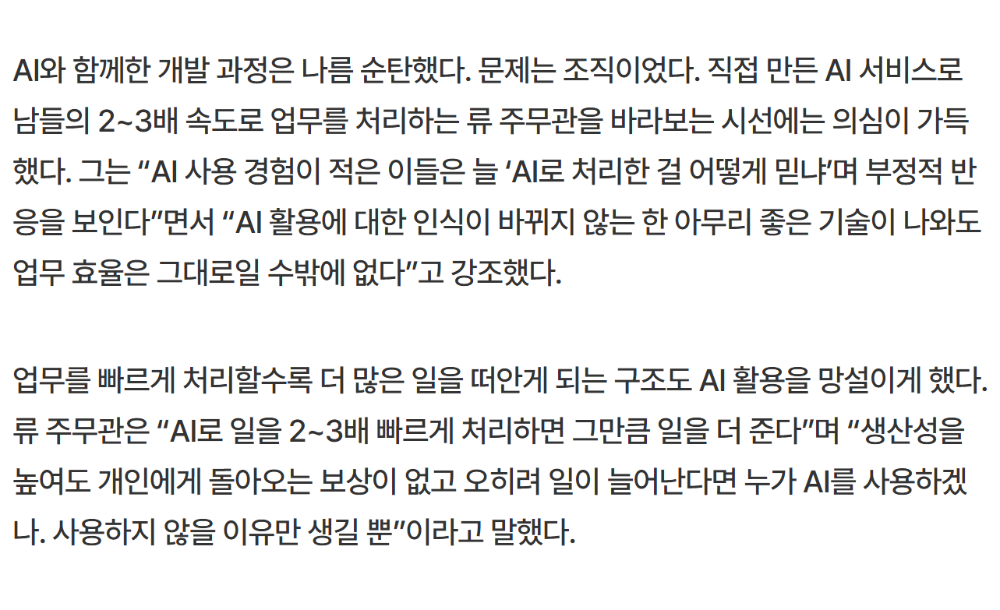 AI와 함께한 개발 과정은 나름 순탄했다. 문제는 조직이었다. 직접 만든 AI 서비스로
남들의 2~3배 속도로 업무를 처리하는 류 주무관을 바라보는 시선에는 의심이 가득
했다. 그는 “AI 사용 경험이 적은 이들은 늘 ‘AI로 처리한 걸 어떻게 믿냐’며 부정적 반
응을 보인다”면서 “AI 활용에 대한 인식이 바뀌지 않는 한 아무리 좋은 기술이 나와도
업무 효율은 그대로일 수밖에 없다”고 강조했다.
업무를 빠르게 처리할수록 더 많은 일을 떠안게 되는 구조도 AI 활용을 망설이게 했다.
류 주무관은 “AI로 일을 2~3배 빠르게 처리하면 그만큼 일을 더 준다”며 “생산성을
높여도 개인에게 돌아오는 보상이 없고 오히려 일이 늘어난다면 누가 AI를 사용하겠
나. 사용하지 않을 이유만 생길 뿐”이라고 말했다.